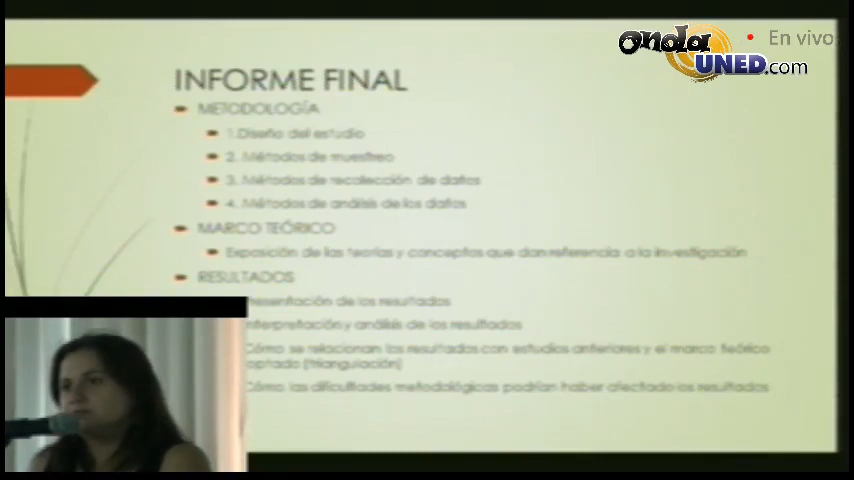 onda
UNED.com
En vivo
INFORME FINAL
METODOLOGÍA
1.Diseño del estudio
2. Métodos de muestreo
3. Métodos de recolección de datos
4. Métodos de análisis de los datos
MARCO TEÓRICO
Exposición de las teorías y conceptos que dan referencia a la investigación
RESULTADOS
resentación de los resultados
nterpretación y análisis de los resultados
Cómo se relacionan los resultados con estudios anteriores y el marco teórico
optado (triangulación)
Cómo las dificultades metodológicas podrían haber afectado los resultados